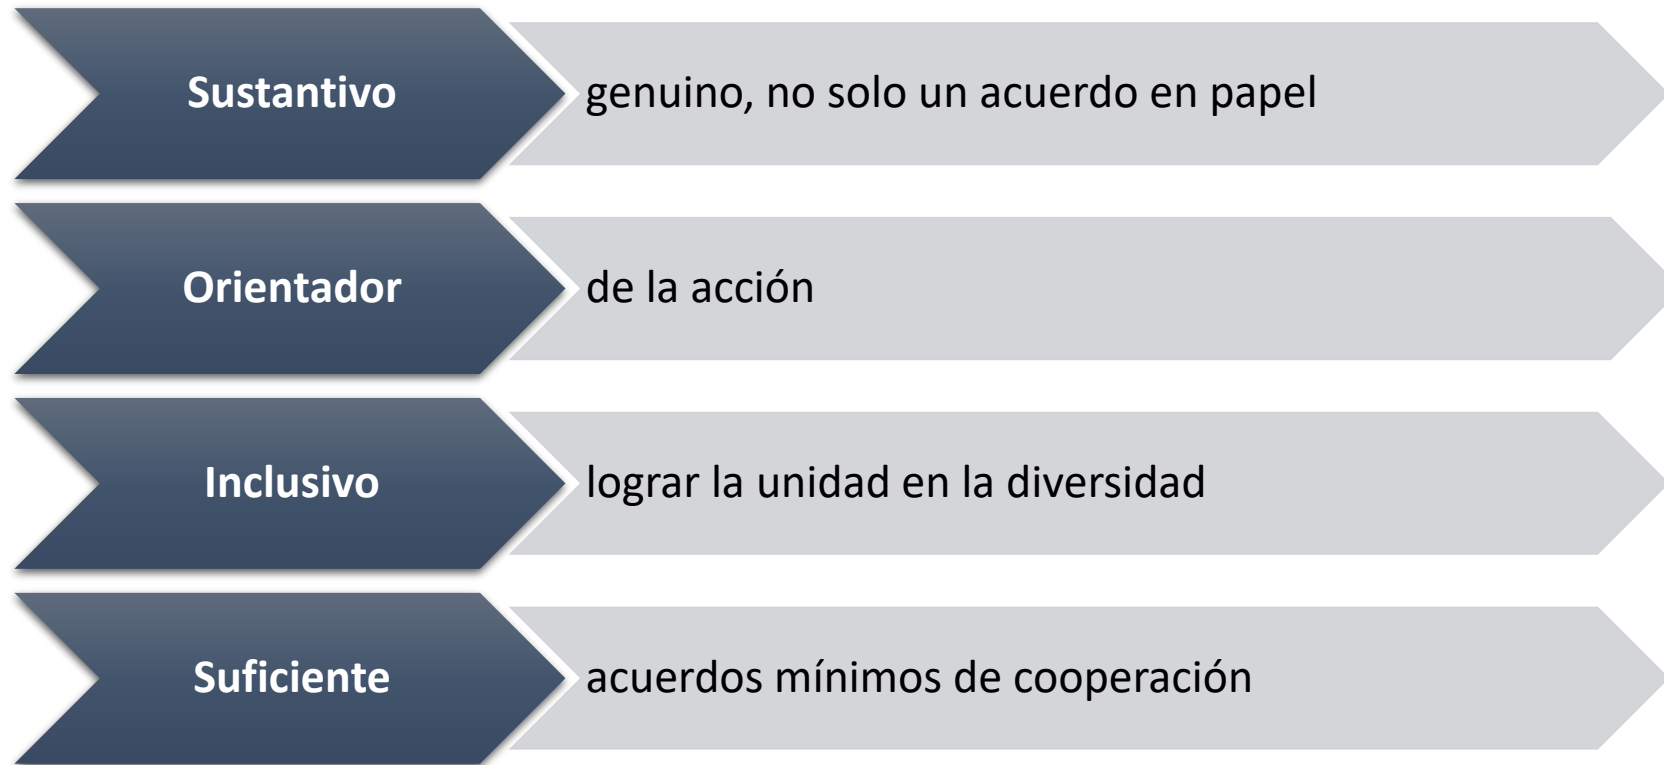 Sustantivo
genuino, no solo un acuerdo en papel
Orientador
de la acción
Inclusivo
lograr la unidad en la diversidad
Suficiente
acuerdos mínimos de cooperación